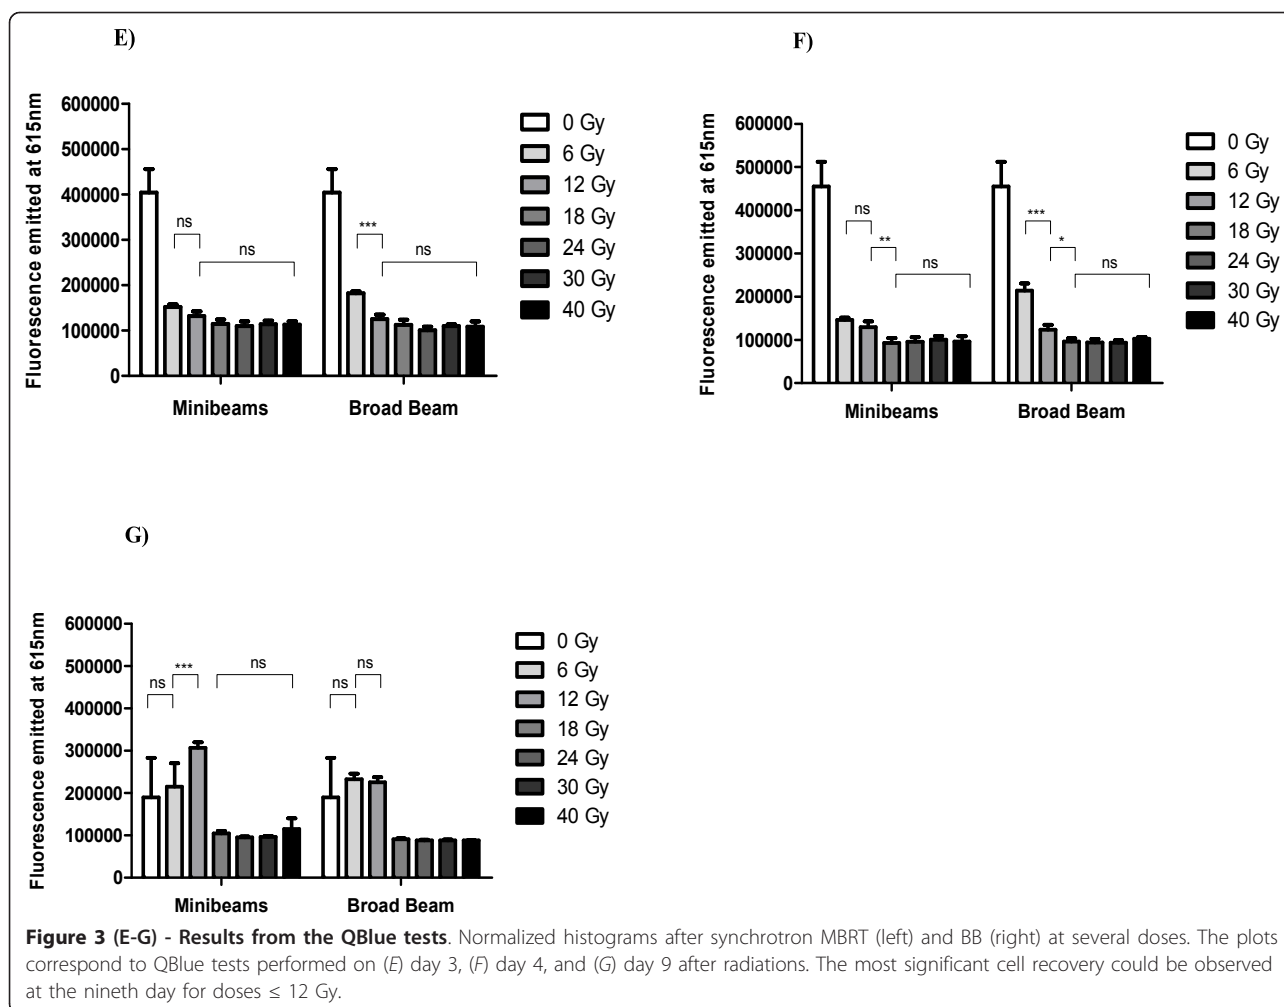 E)
Fluorescence emitted at 615nm
600000
500000
400000
300000
200000
100000
0
ns
ns
***
ns
Minibeams
Broad Beam
0 Gy
6 Gy
12 Gy
18 Gy
24 Gy
30 Gy
40 Gy
F)
Fluorescence emitted at 615nm
600000
500000
400000
300000
200000
100000
0
ns
**
ns
***
*
ns
Minibeams
Broad Beam
0 Gy
6 Gy
12 Gy
18 Gy
24 Gy
30 Gy
40 Gy
G)
Fluorescence emitted at 615nm
600000
500000
400000
300000
200000
100000
0
ns
***
ns
ns
ns
Minibeams
Broad Beam
0 Gy
6 Gy
12 Gy
18 Gy
24 Gy
30 Gy
40 Gy
Figure 3 (E-G) - Results from the QBlue tests. Normalized histograms after synchrotron MBRT (left) and BB (right) at several doses. The plots
correspond to QBlue tests performed on (E) day 3, (F) day 4, and (G) day 9 after radiations. The most significant cell recovery could be observed
at the nineth day for doses ≤ 12 Gy.